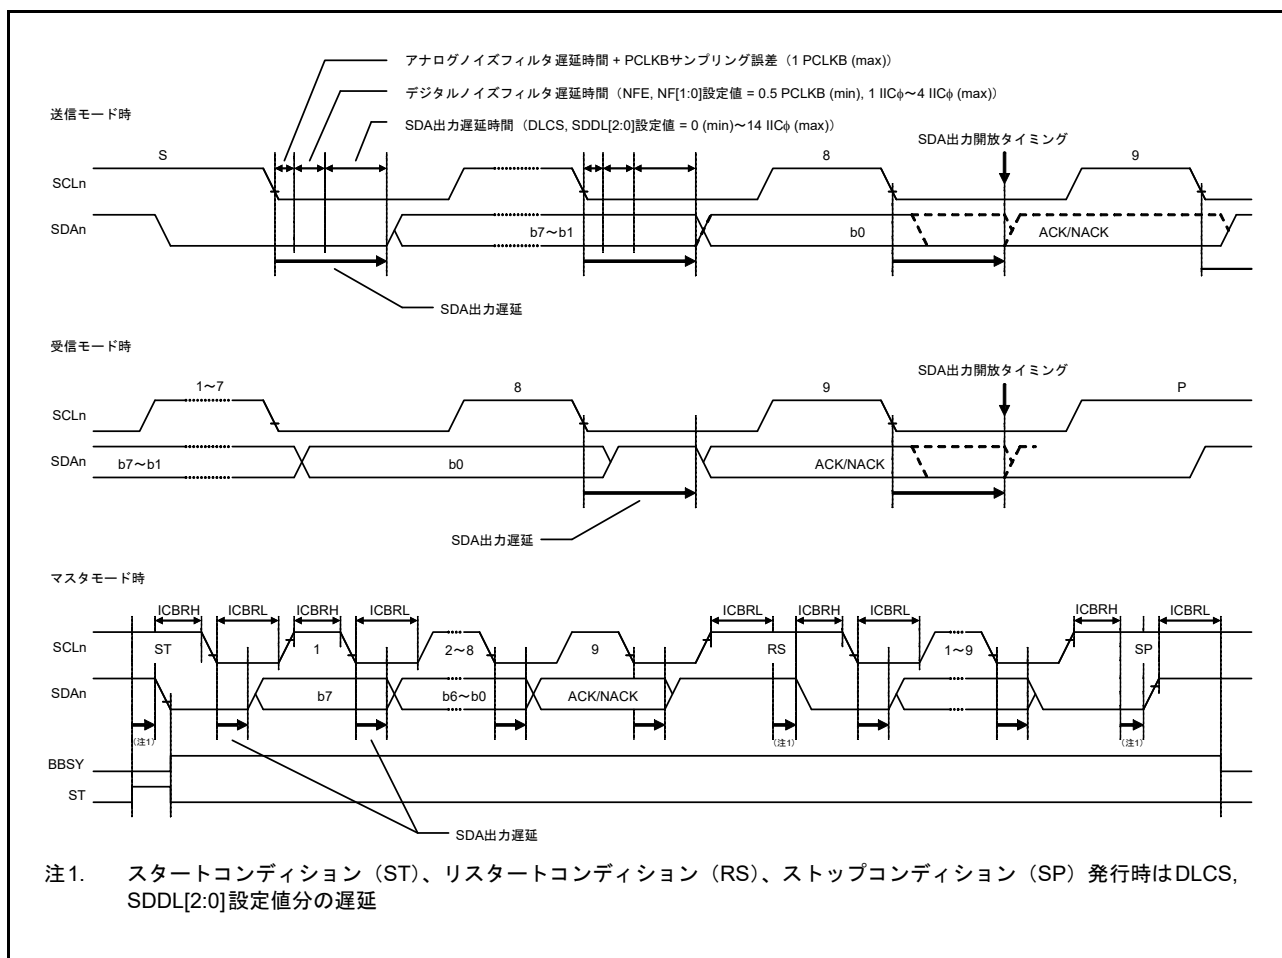 アナログノイズフィルタ遅延時間 + PCLKBサンプリング誤差（1 PCLKB (max)）
デジタルノイズフィルタ遅延時間（NFE, NF[1:0]設定値 = 0.5 PCLKB (min), 1 IICφ～4 IICφ (max)）
送信モード時
SDA出力遅延時間（DLCS, SDDL[2:0]設定値 = 0 (min)～14 IICφ (max)）
SDA出力開放タイミング
S 8 9
SCLn
SDAn
b7～b1 b0 ACK/NACK
SDA出力遅延
受信モード時
SDA出力開放タイミング
1～7 8 9 P
SCLn
SDAn
b7～b1 b0 ACK/NACK
SDA出力遅延
マスタモード時
ICBRH ICBRL ICBRH ICBRL ICBRL ICBRH ICBRL ICBRH ICBRL
SCLn ST 1 2～8 9 RS 1～9 SP
SDAn
b7 b6～b0 ACK/NACK
（注1） （注1） （注1）
BBSY
ST
SDA出力遅延
注1. スタートコンディション（ST）、リスタートコンディション（RS）、ストップコンディション（SP）発行時はDLCS,
SDDL[2:0]設定値分の遅延